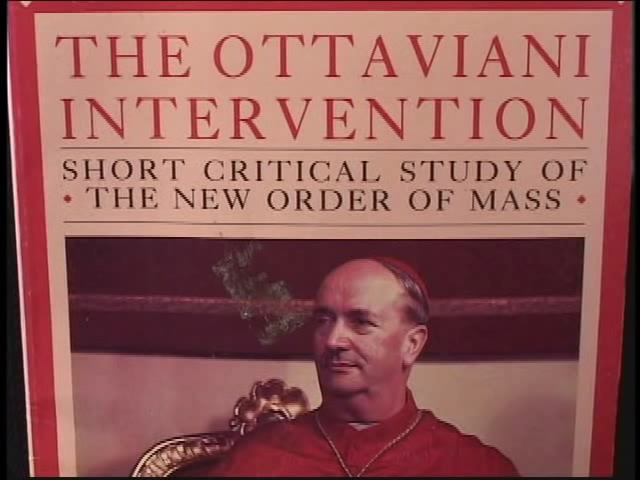 THE OTTAVIANI
INTERVENTION
SHORT CRITICAL STUDY OF
• THE NEW ORDER OF MASS •